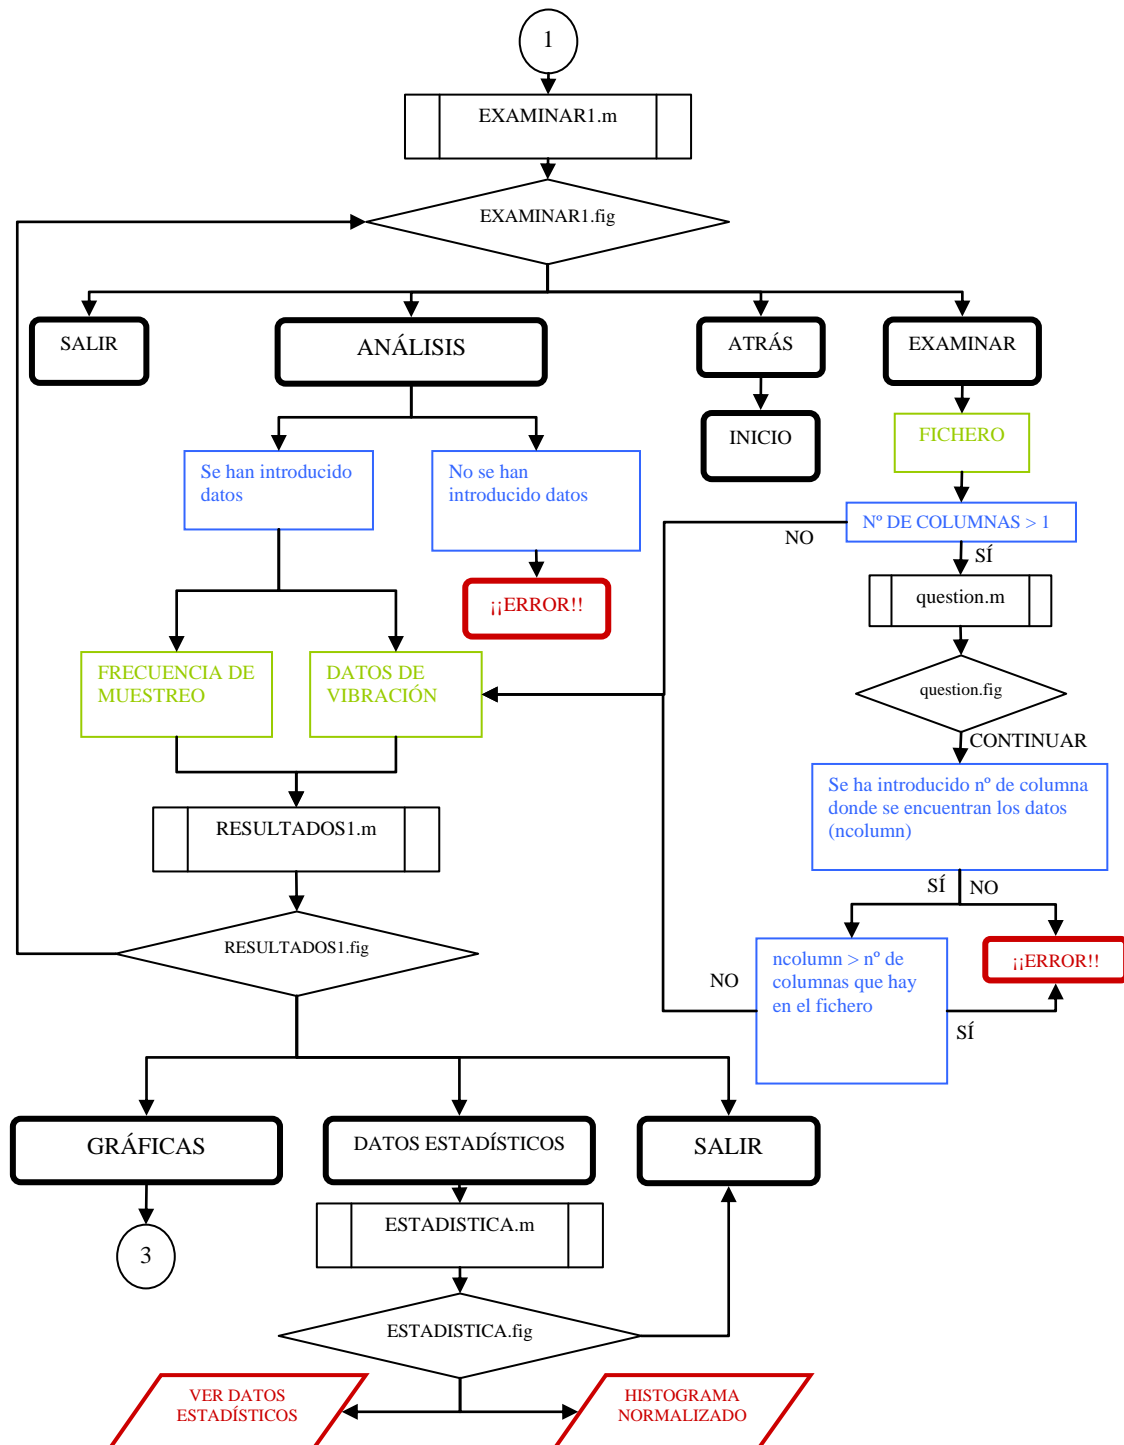 1
EXAMINAR1.m
EXAMINAR1.fig
SALIR
ANÁLISIS
ATRÁS
EXAMINAR
INICIO
FICHERO
Se han introducido
datos
No se han
introducido datos
Nº DE COLUMNAS > 1
NO
SÍ
¡¡ERROR!!
question.m
FRECUENCIA DE
MUESTREO
DATOS DE
VIBRACIÓN
question.fig
CONTINUAR
Se ha introducido nº de columna
donde se encuentran los datos
(ncolumn)
RESULTADOS1.m
SÍ
NO
RESULTADOS1.fig
ncolumn > nº de
columnas que hay
en el fichero
NO
SÍ
¡¡ERROR!!
GRÁFICAS
DATOS ESTADÍSTICOS
SALIR
3
ESTADISTICA.m
ESTADISTICA.fig
VER DATOS
ESTADÍSTICOS
HISTOGRAMA
NORMALIZADO